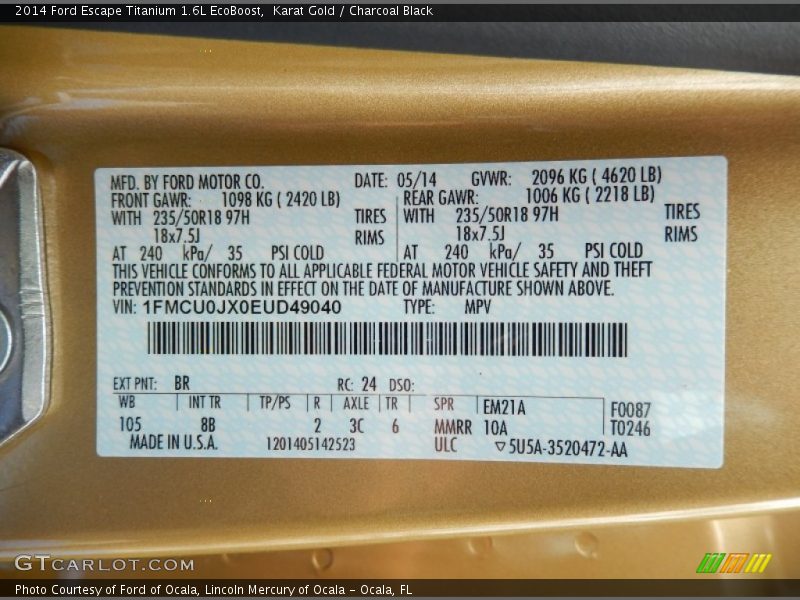 2014 Ford Escape Titanium 1.6L EcoBoost, Karat Gold / Charcoal Black
MFD. BY FORD MOTOR CO. DATE: 05/14 GVWR: 2096 KG ( 4620 LB)
FRONT GAWR: 1098 KG ( 2420 LB) REAR GAWR: 1006 KG ( 2218 LB)
WITH 235/50R18 97H TIRES WITH 235/50R18 97H TIRES
18x7.5J RIMS 18x7.5J RIMS
AT 240 kPa/ 35 PSI COLD AT 240 kPa/ 35 PSI COLD
THIS VEHICLE CONFORMS TO ALL APPLICABLE FEDERAL MOTOR VEHICLE SAFETY AND THEFT
PREVENTION STANDARDS IN EFFECT ON THE DATE OF MANUFACTURE SHOWN ABOVE.
VIN: 1FMCU0JX0EUD49040 TYPE: MPV
EXT PNT: BR RC: 24 DSO:
WB INT TR TP/PS R AXLE TR SPR EM21A F0087
105 8B 2 3C 6 MMRR 10A T0246
MADE IN U.S.A. 1201405142523 ULC ▽5U5A-3520472-AA
GTCARLOT.COM
Photo Courtesy of Ford of Ocala, Lincoln Mercury of Ocala – Ocala, FL